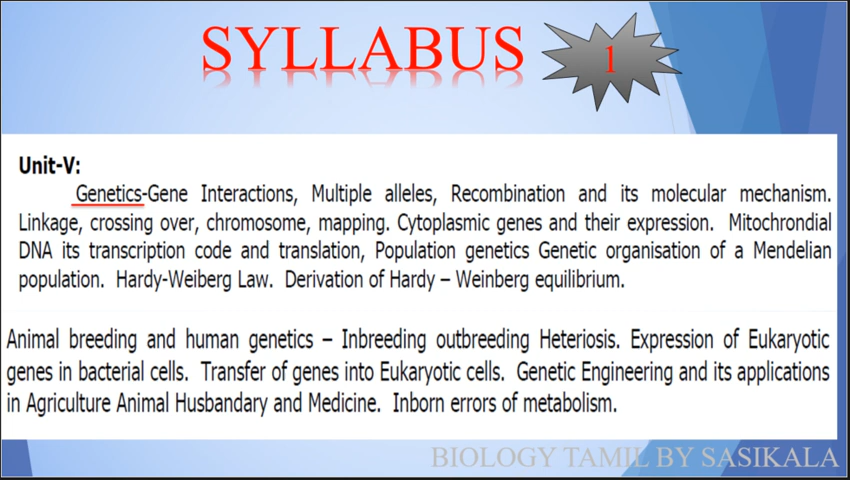 SYLLABUS
1
Unit-V:
Genetics-Gene Interactions, Multiple alleles, Recombination and its molecular mechanism.
Linkage, crossing over, chromosome, mapping. Cytoplasmic genes and their expression. Mitochrondial
DNA its transcription code and translation, Population genetics Genetic organisation of a Mendelian
population. Hardy-Weiberg Law. Derivation of Hardy – Weinberg equilibrium.
Animal breeding and human genetics – Inbreeding outbreeding Heteriosis. Expression of Eukaryotic
genes in bacterial cells. Transfer of genes into Eukaryotic cells. Genetic Engineering and its applications
in Agriculture Animal Husbandary and Medicine. Inborn errors of metabolism.
BIOLOGY TAMIL BY SASIKALA